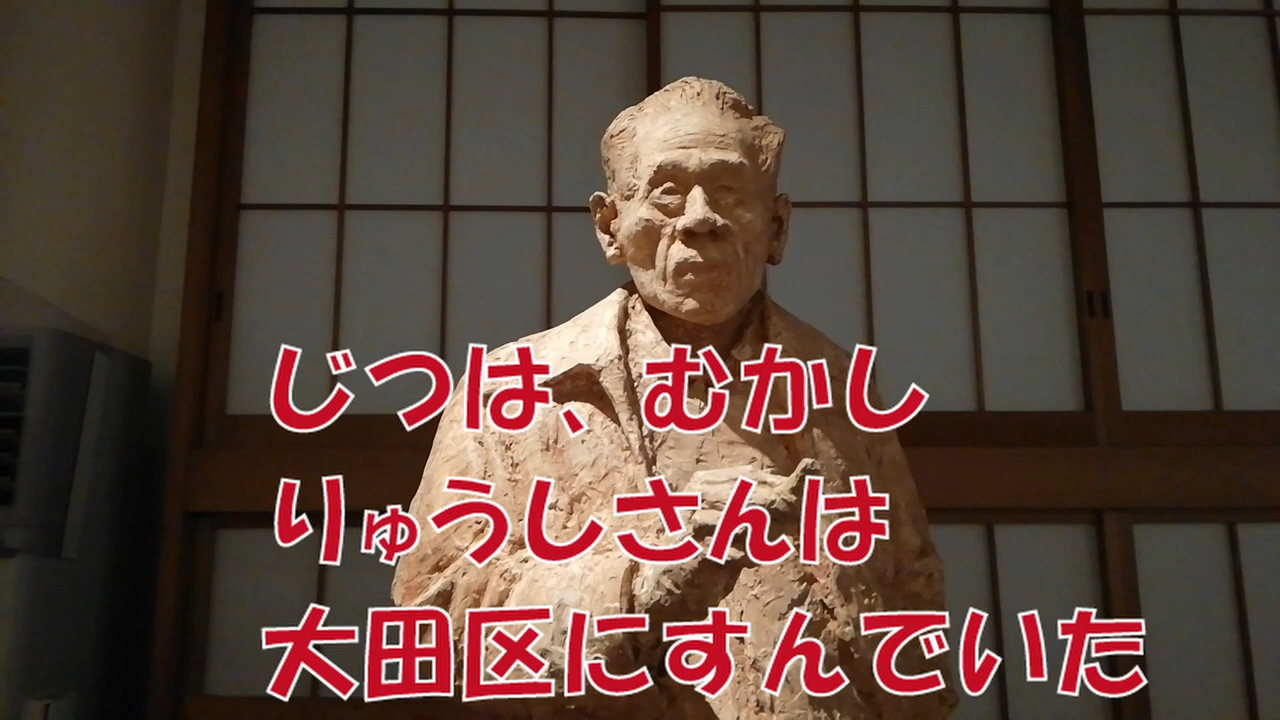 じつは、むかし
りゅうしさんは
大田区にすんでいた